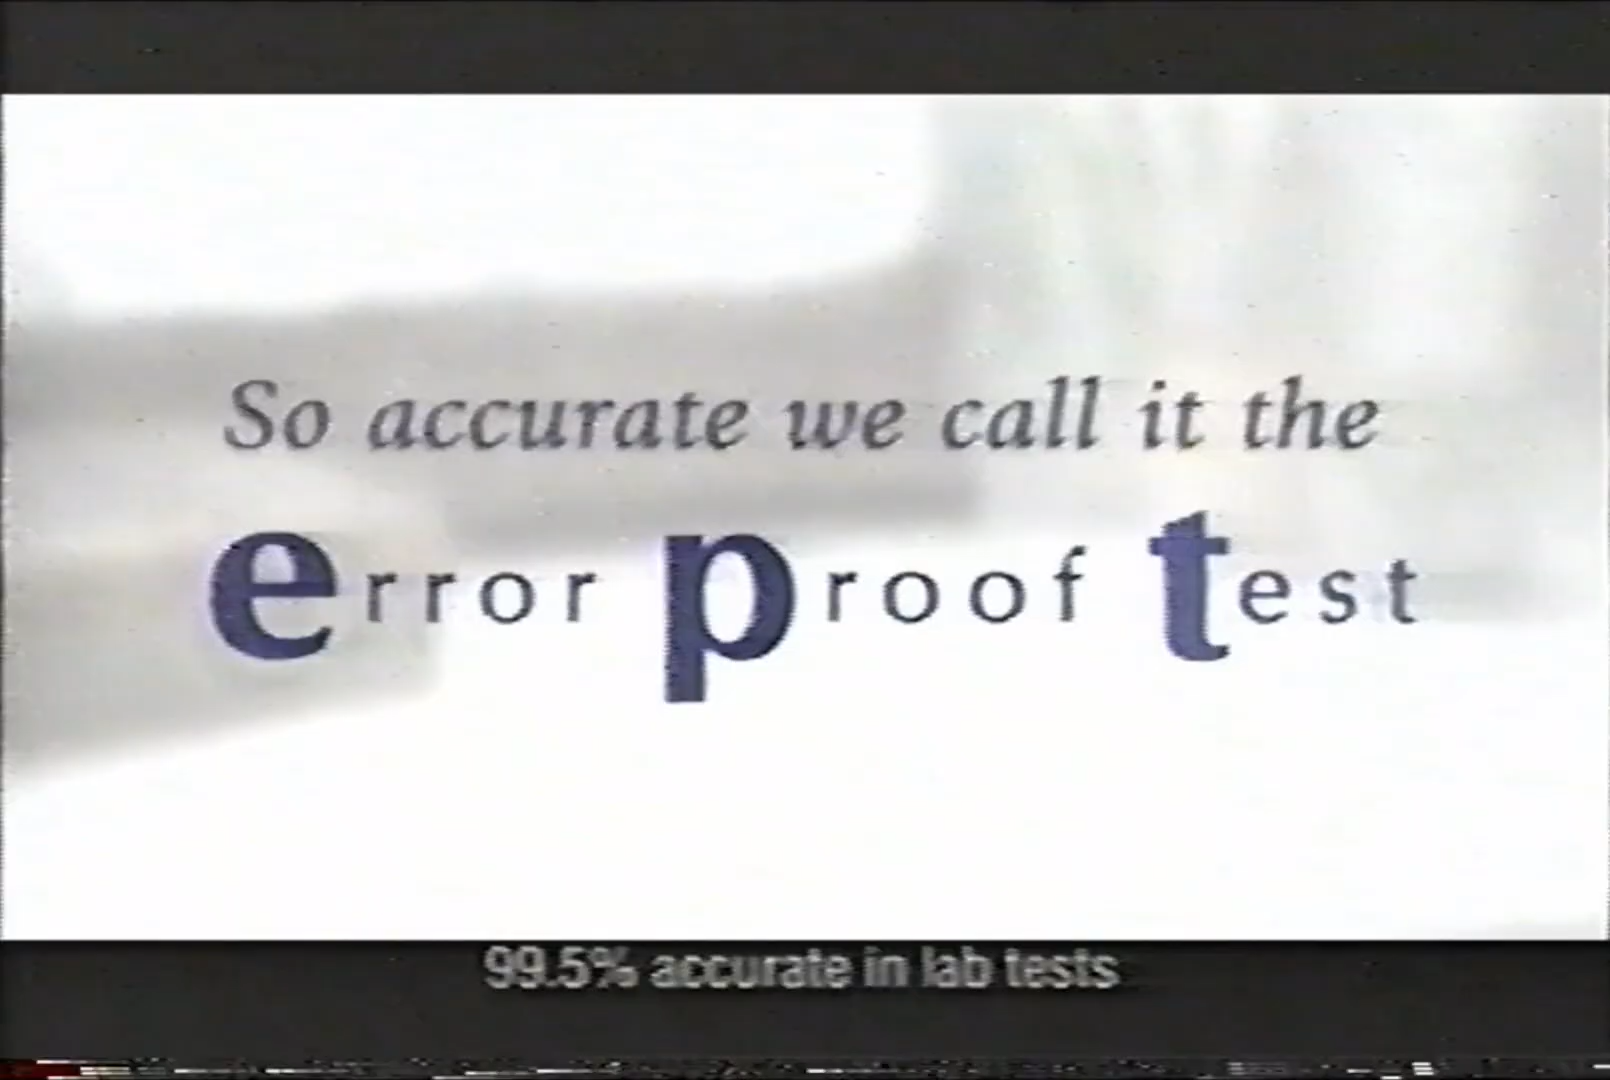 So accurate we call it the
error proof test
99.5% accurate in lab tests